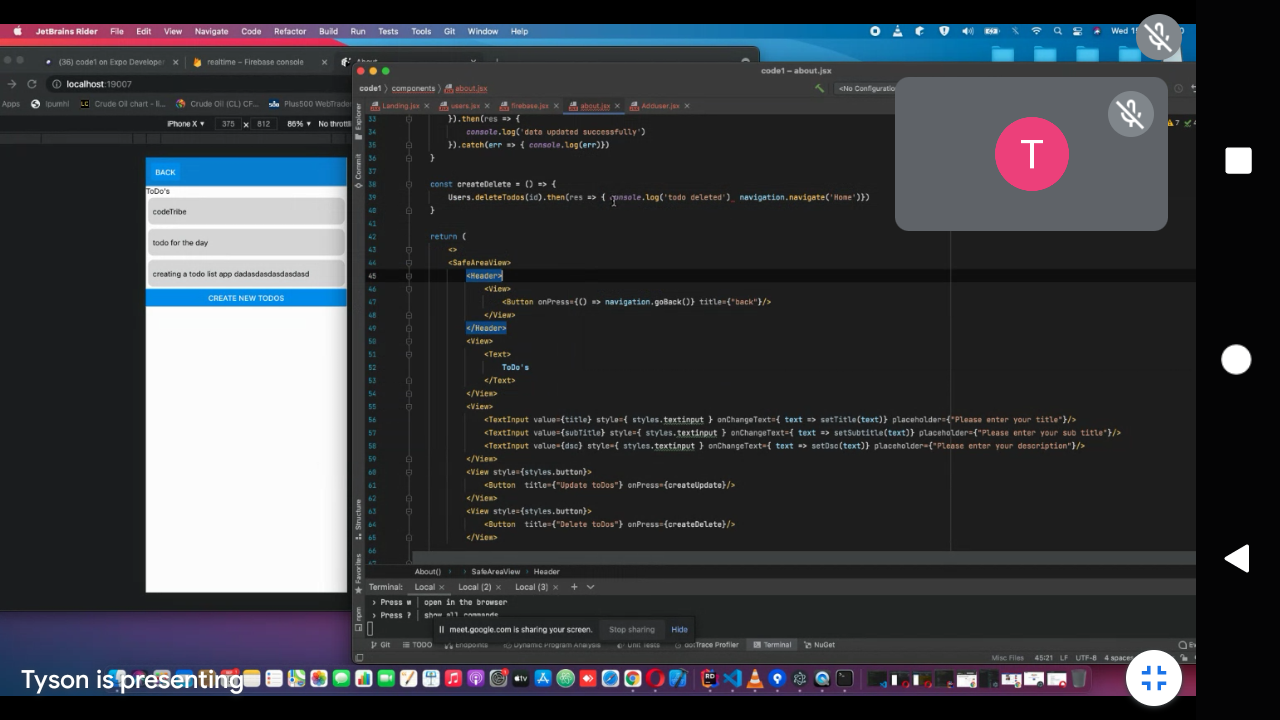 JetBrains Rider File Edit View Navigate Code Refactor Build Run Tests Tools Git Window Help Wed
(36) code1 on Expo Develope
realtime – Firebase console
code1 – about.jsx
localhost:19007
code1 components about.jsx
<No Configuration
Apps Ipumhl Crude Oil chart -... Crude Oil (CL) CF... Plus500 WebTrader
Landing.jsx users.jsx firebase.jsx about.jsx Adduser.jsx
iPhone X 375 x 812 86% No throttl
T
BACK
ToDo's
codeTribe
todo for the day
creating a todo list app dadasdasdasdasdasd
CREATE NEW TODOS
Explorer
Commit
Structure
Favorites
npm
7
33 }).then(res => {
34 console.log('data updated successfully')
35 }).catch(err => { console.log(err)})
36 }
37
38 const createDelete = () => {
39 Users.deleteTodos(id).then(res => { console.log('todo deleted') navigation.navigate('Home')})
40 }
41
42 return (
43 <>
44 <SafeAreaView>
45 <Header>
46 <View>
47 <Button onPress={() => navigation.goBack()} title={"back"}/>
48 </View>
49 </Header>
50 <View>
51 <Text>
52 ToDo's
53 </Text>
54 </View>
55 <View>
56 <TextInput value={title} style={ styles.textinput } onChangeText={ text => setTitle(text)} placeholder={"Please enter your title"}/>
57 <TextInput value={subTitle} style={ styles.textinput } onChangeText={ text => setSubtitle(text)} placeholder={"Please enter your sub title"}/>
58 <TextInput value={dsc} style={ styles.textinput } onChangeText={ text => setDsc(text)} placeholder={"Please enter your description"}/>
59 </View>
60 <View style={styles.button}>
61 <Button title={"Update toDos"} onPress={createUpdate}/>
62 </View>
63 <View style={styles.button}>
64 <Button title={"Delete toDos"} onPress={createDelete}/>
65 </View>
66
About() SafeAreaView Header
Terminal: Local Local (2) Local (3)
› Press w | open in the browser
› Press ? | show all commands
meet.google.com is sharing your screen. Stop sharing Hide
Git TODO Endpoints Dynamic Program Analysis Unit Tests dotTrace Profiler Terminal NuGet
Misc Files 45:21 LF UTF-8 4 spaces
Tyson is presenting